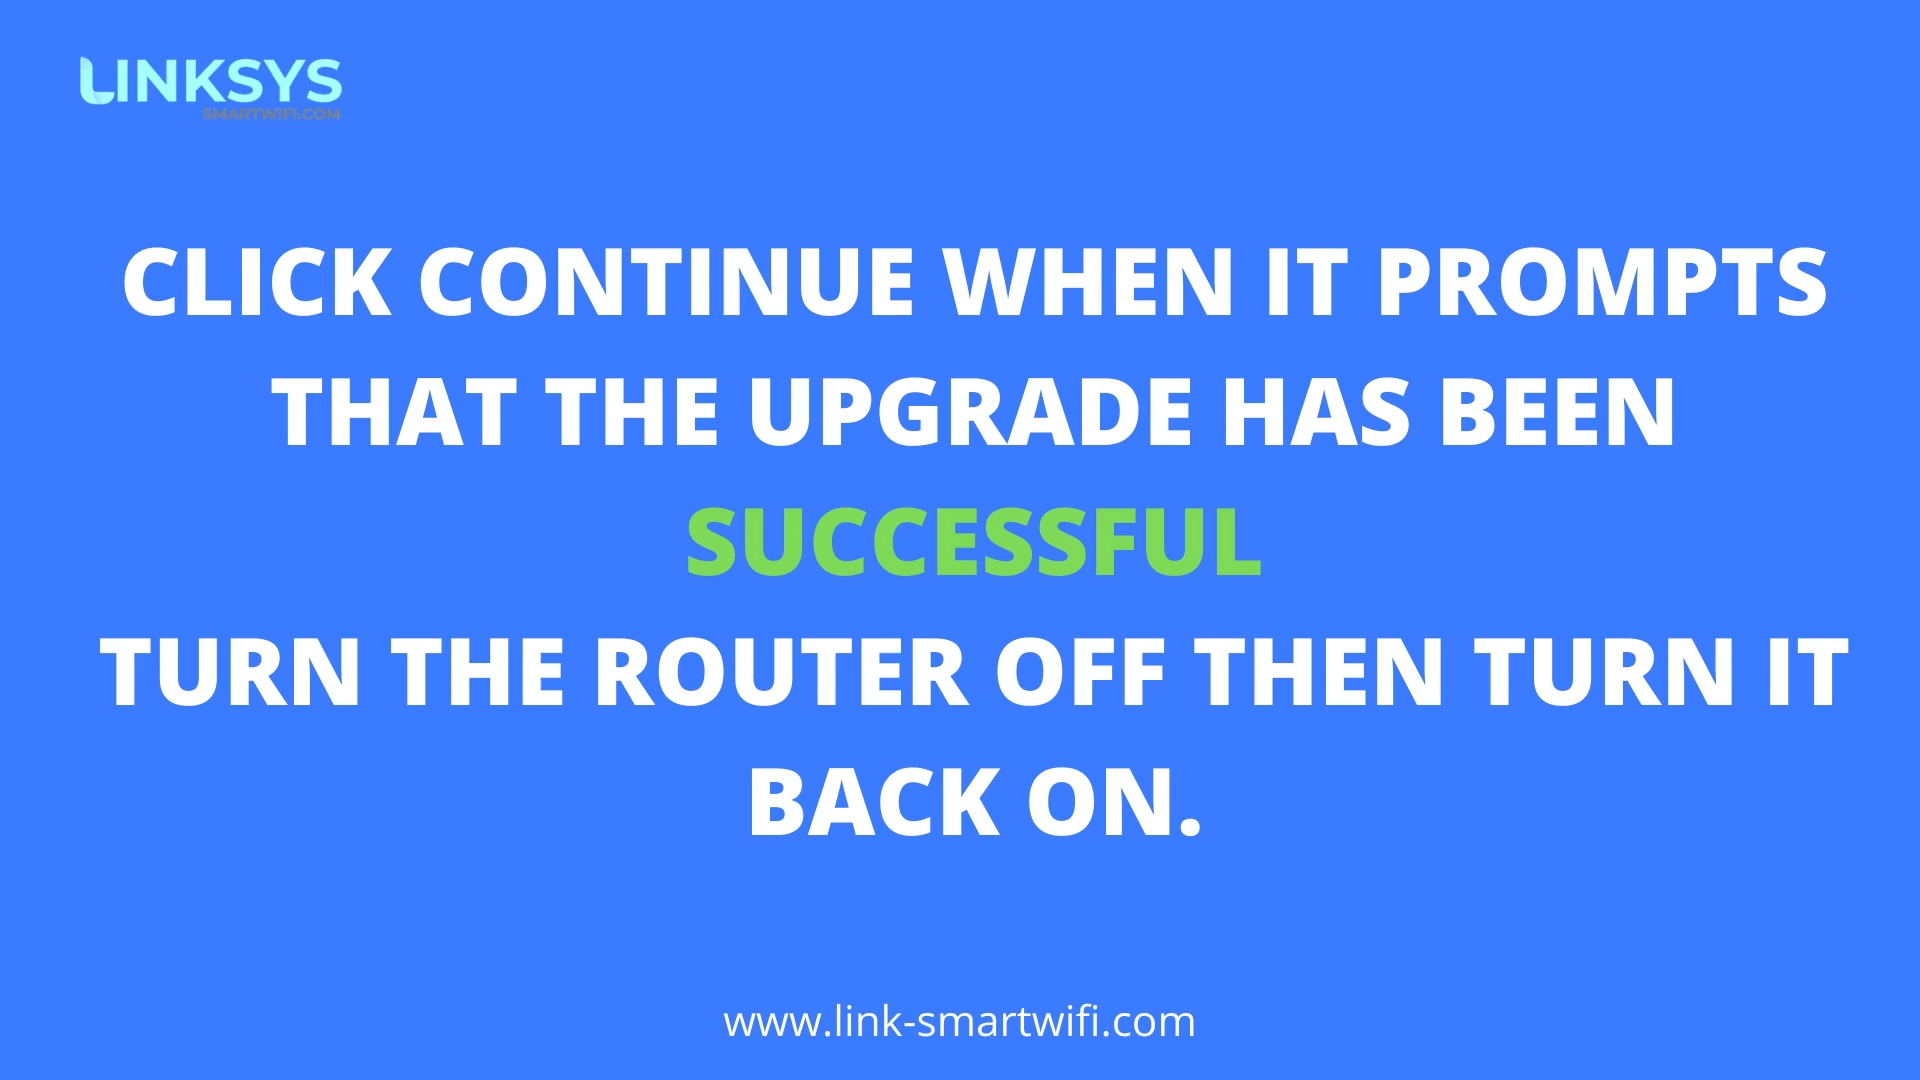 LINKSYS
SMARTWIFI.COM
CLICK CONTINUE WHEN IT PROMPTS
THAT THE UPGRADE HAS BEEN
SUCCESSFUL
TURN THE ROUTER OFF THEN TURN IT
BACK ON.
www.link-smartwifi.com